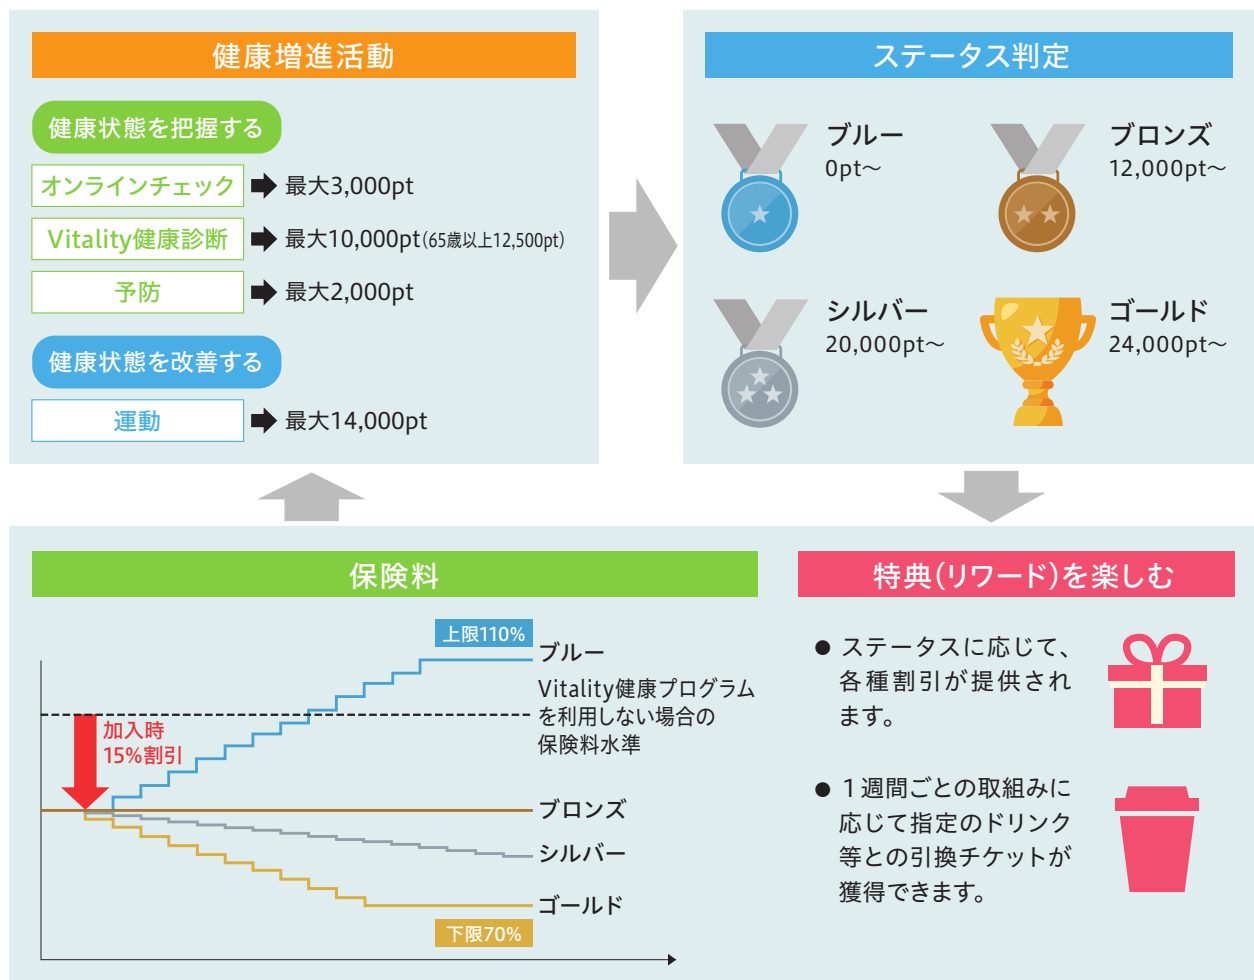 健康増進活動
健康状態を把握する
オンラインチェック
最大3,000pt
Vitality健康診断
最大10,000pt(65歳以上12,500pt)
予防
最大2,000pt
健康状態を改善する
運動
最大14,000pt
ステータス判定
ブルー
0pt～
ブロンズ
12,000pt～
シルバー
20,000pt～
ゴールド
24,000pt～
保険料
上限110%
ブルー
Vitality健康プログラム
を利用しない場合の
保険料水準
加入時
15%割引
ブロンズ
シルバー
ゴールド
下限70%
特典(リワード)を楽しむ
● ステータスに応じて、
各種割引が提供され
ます。
● 1週間ごとの取組みに
応じて指定のドリンク
等との引換チケットが
獲得できます。